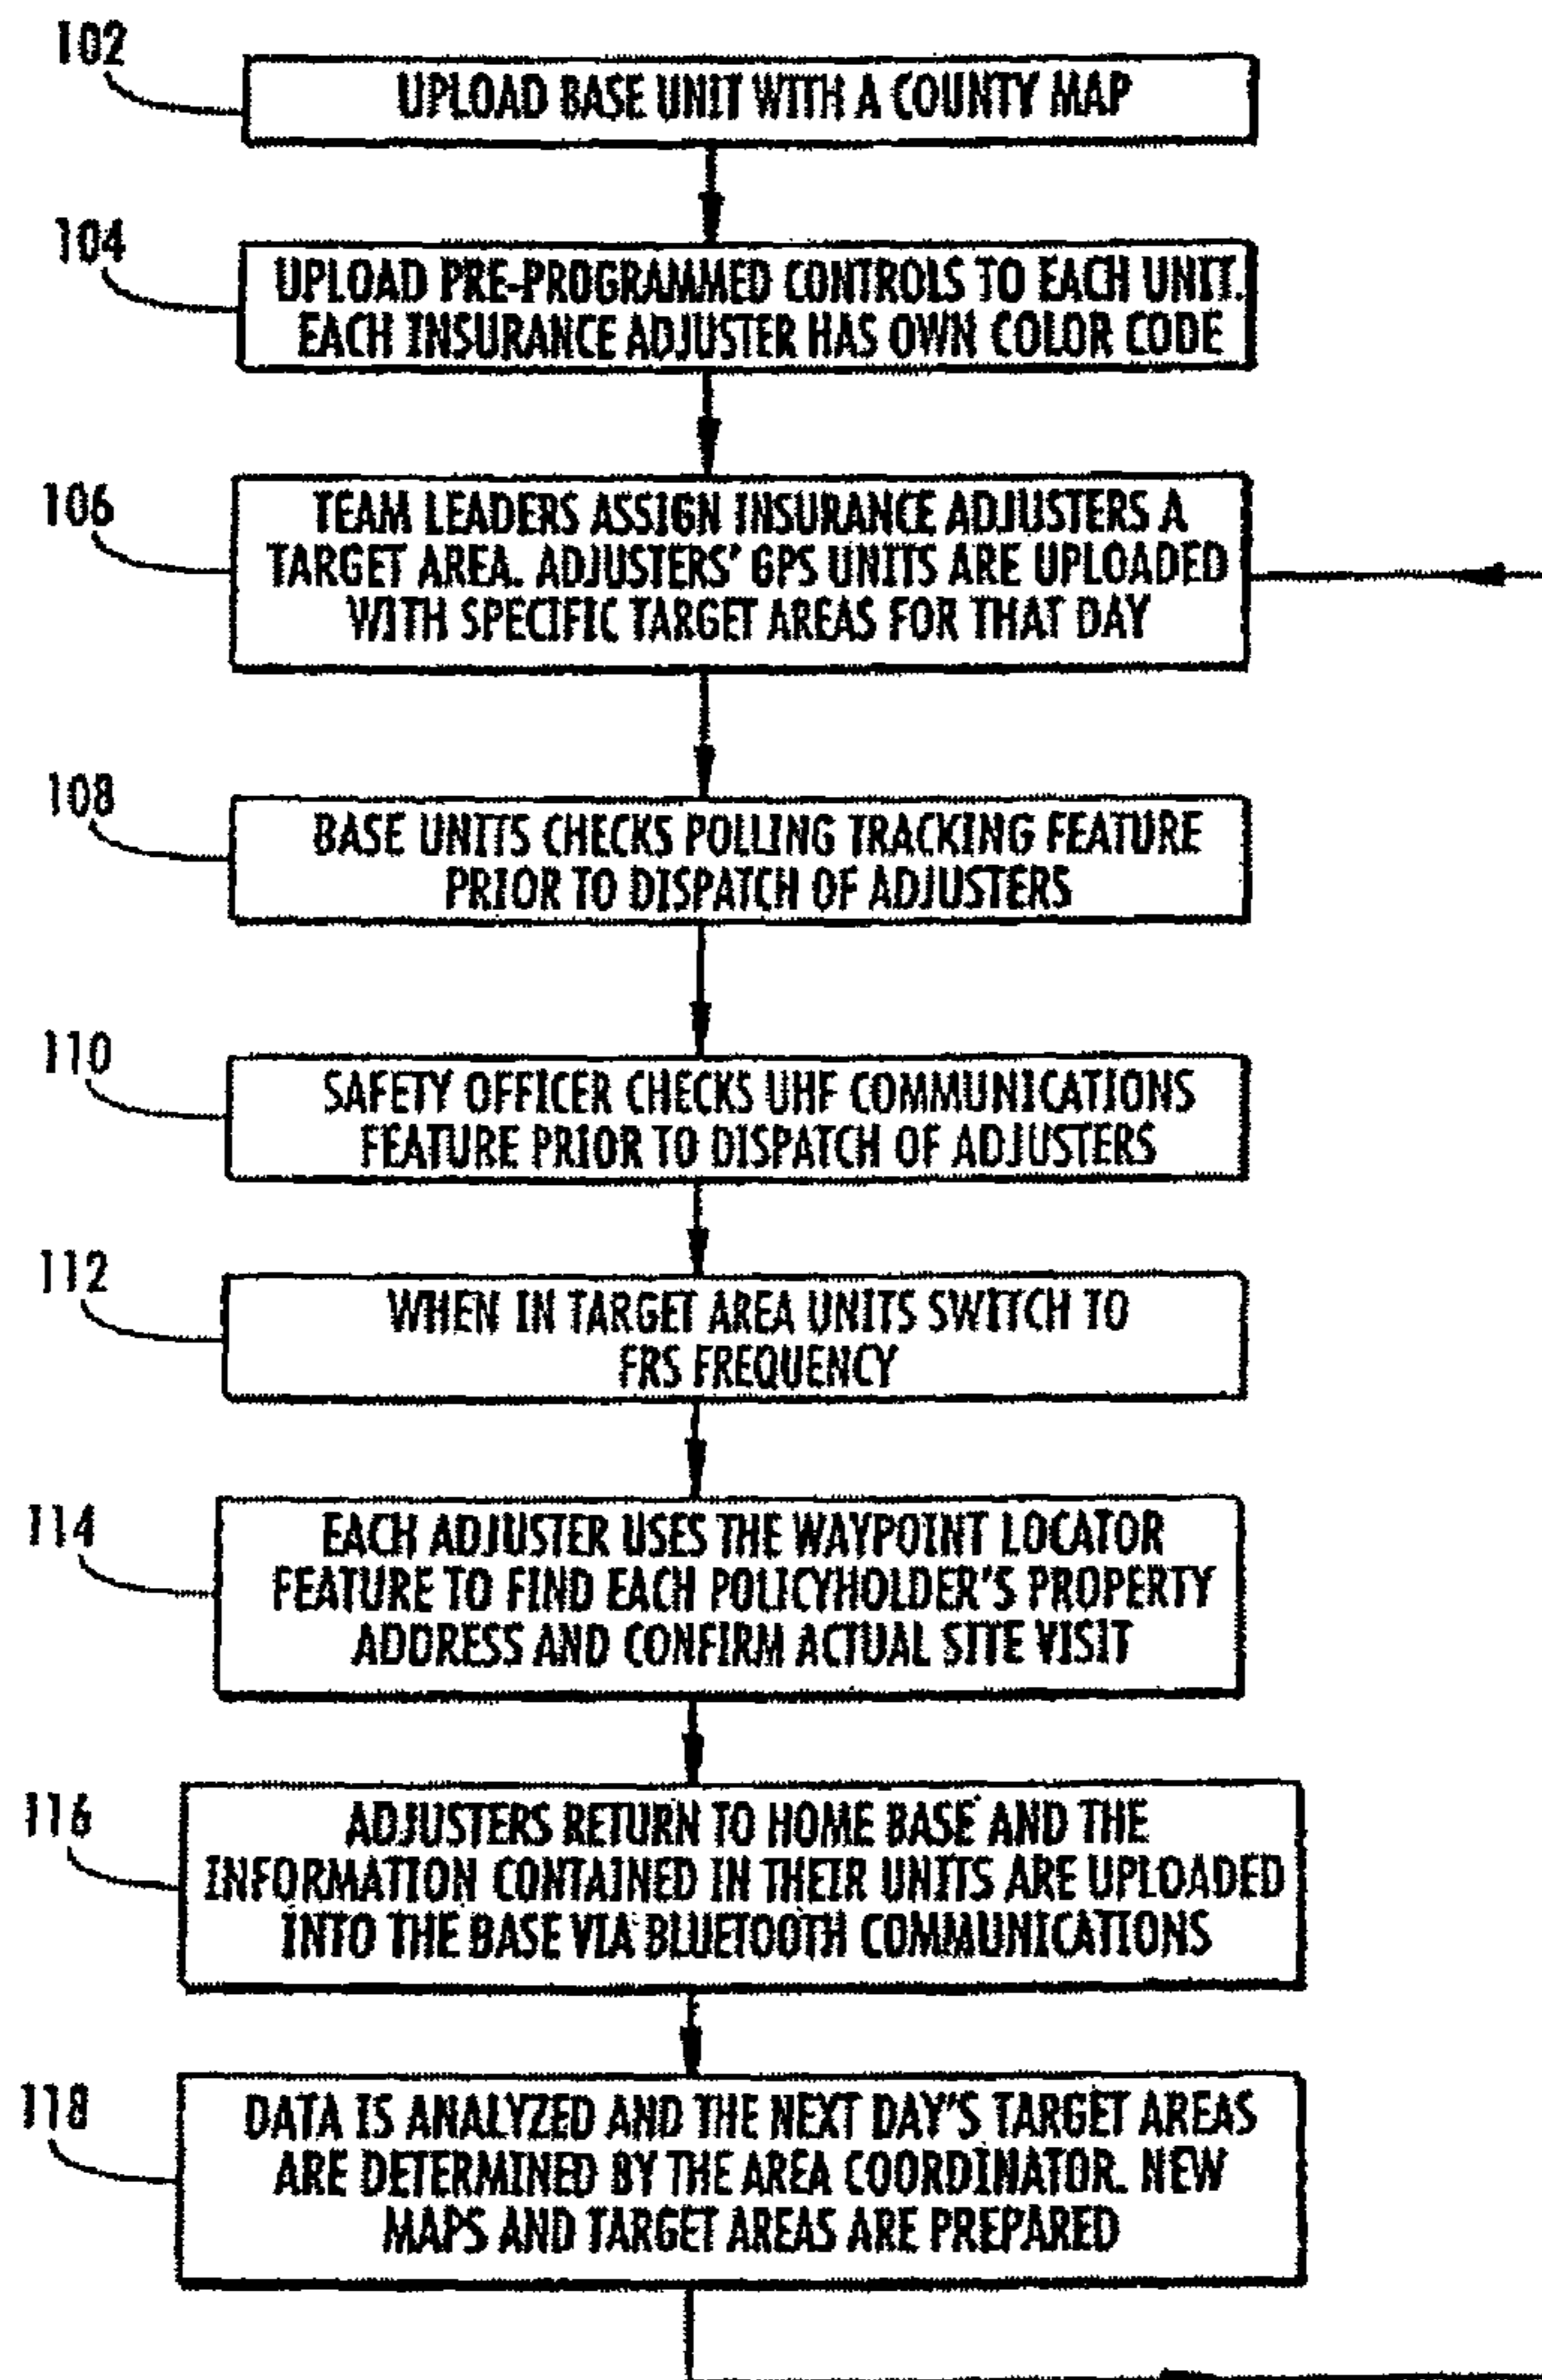 102
UPLOAD BASE UNIT WITH A COUNTY MAP
104
UPLOAD PRE-PROGRAMMED CONTROLS TO EACH UNIT.
EACH INSURANCE ADJUSTER HAS OWN COLOR CODE
106
TEAM LEADERS ASSIGN INSURANCE ADJUSTERS A
TARGET AREA. ADJUSTERS' GPS UNITS ARE UPLOADED
WITH SPECIFIC TARGET AREAS FOR THAT DAY
108
BASE UNITS CHECKS POLLING TRACKING FEATURE
PRIOR TO DISPATCH OF ADJUSTERS
110
SAFETY OFFICER CHECKS UHF COMMUNICATIONS
FEATURE PRIOR TO DISPATCH OF ADJUSTERS
112
WHEN IN TARGET AREA UNITS SWITCH TO
FRS FREQUENCY
114
EACH ADJUSTER USES THE WAYPOINT LOCATOR
FEATURE TO FIND EACH POLICYHOLDER'S PROPERTY
ADDRESS AND CONFIRM ACTUAL SITE VISIT
116
ADJUSTERS RETURN TO HOME BASE AND THE
INFORMATION CONTAINED IN THEIR UNITS ARE UPLOADED
INTO THE BASE VIA BLUETOOTH COMMUNICATIONS
118
DATA IS ANALYZED AND THE NEXT DAY'S TARGET AREAS
ARE DETERMINED BY THE AREA COORDINATOR. NEW
MAPS AND TARGET AREAS ARE PREPARED